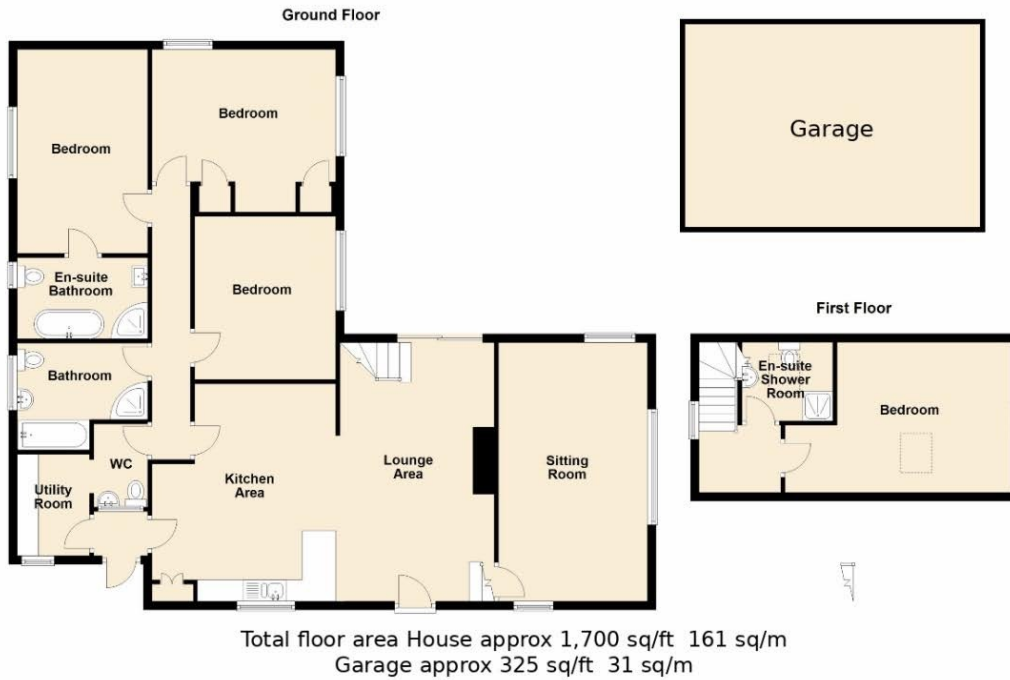 Ground Floor
Garage
Bedroom
Bedroom
En-suite
Bathroom
Bedroom
First Floor
Bathroom
En-suite
Shower
Room
Bedroom
WC
Utility
Room
Kitchen
Area
Lounge
Area
Sitting
Room
Total floor area House approx 1,700 sq/ft 161 sq/m
Garage approx 325 sq/ft 31 sq/m